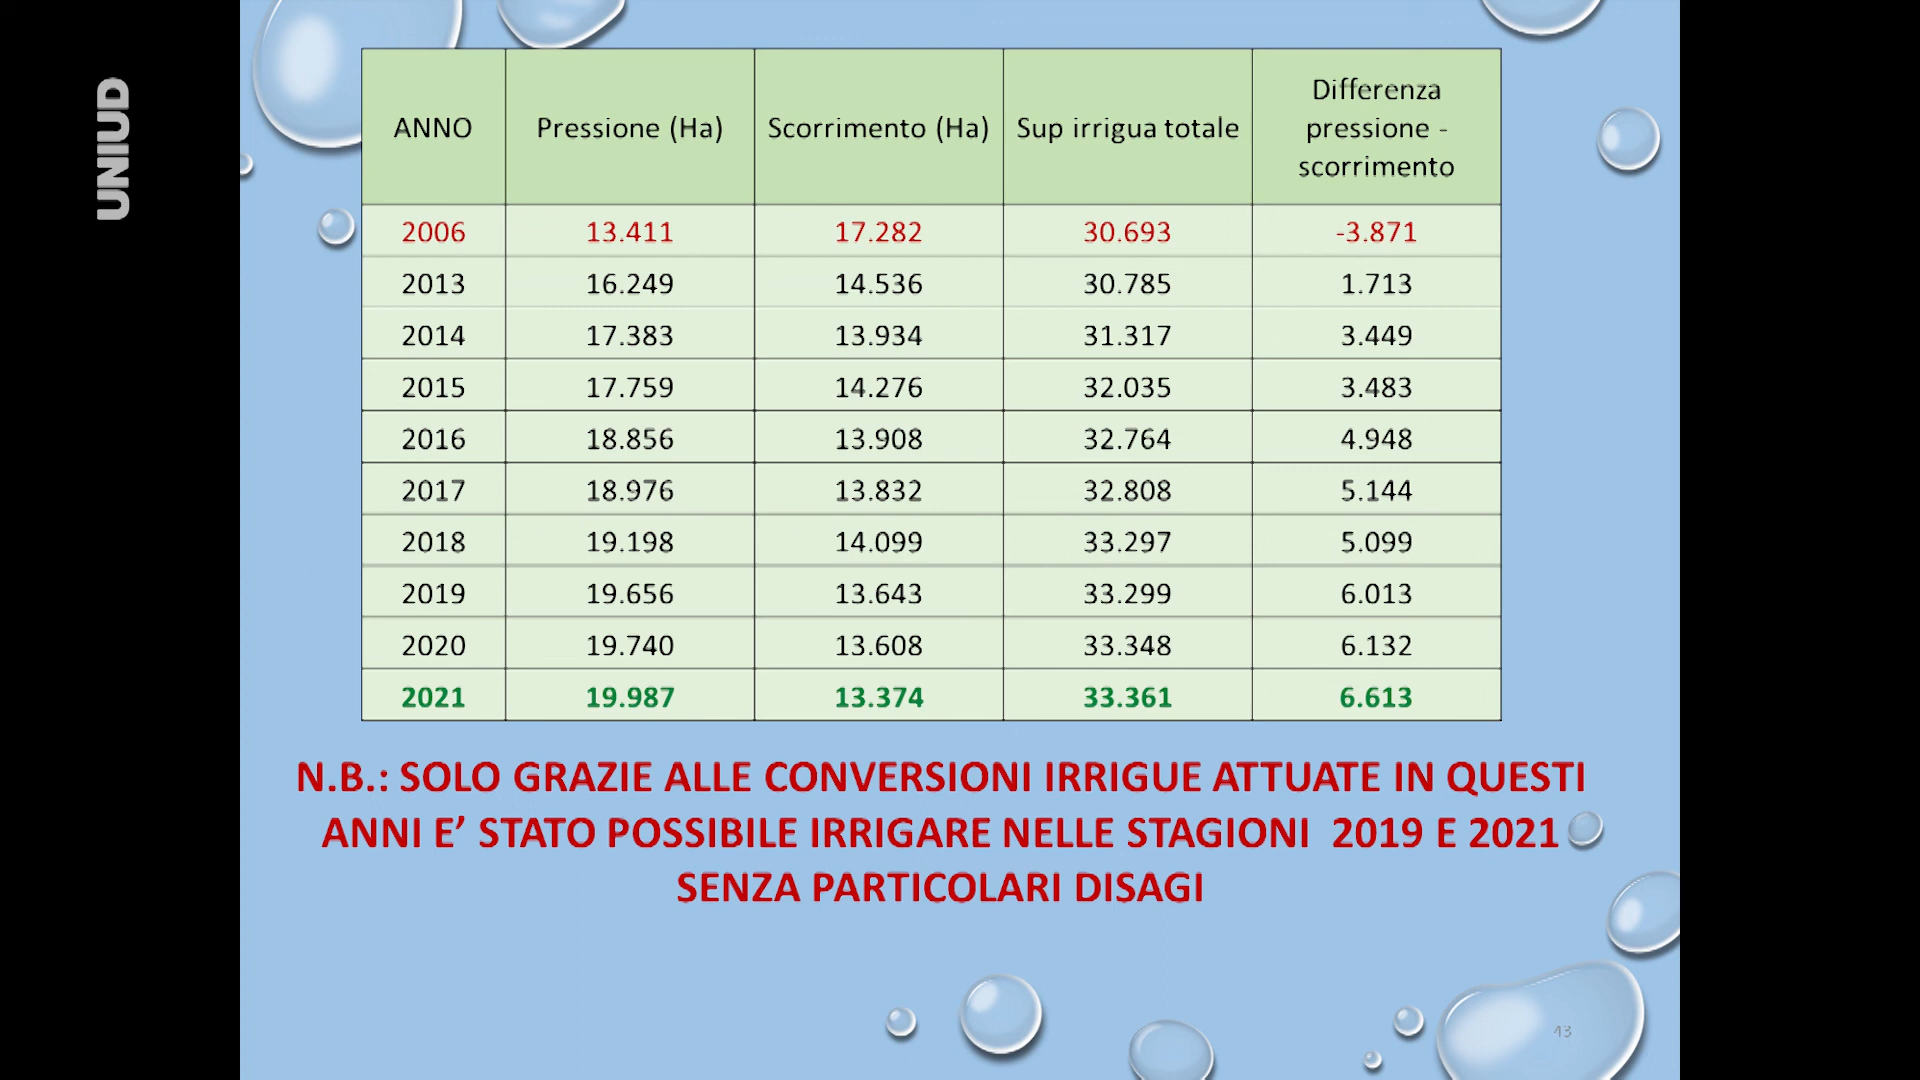 UNIUD
ANNO Pressione (Ha) Scorrimento (Ha) Sup irrigua totale Differenza pressione - scorrimento
2006 13.411 17.282 30.693 -3.871
2013 16.249 14.536 30.785 1.713
2014 17.383 13.934 31.317 3.449
2015 17.759 14.276 32.035 3.483
2016 18.856 13.908 32.764 4.948
2017 18.976 13.832 32.808 5.144
2018 19.198 14.099 33.297 5.099
2019 19.656 13.643 33.299 6.013
2020 19.740 13.608 33.348 6.132
2021 19.987 13.374 33.361 6.613
N.B.: SOLO GRAZIE ALLE CONVERSIONI IRRIGUE ATTUATE IN QUESTI
ANNI E’ STATO POSSIBILE IRRIGARE NELLE STAGIONI 2019 E 2021
SENZA PARTICOLARI DISAGI
43